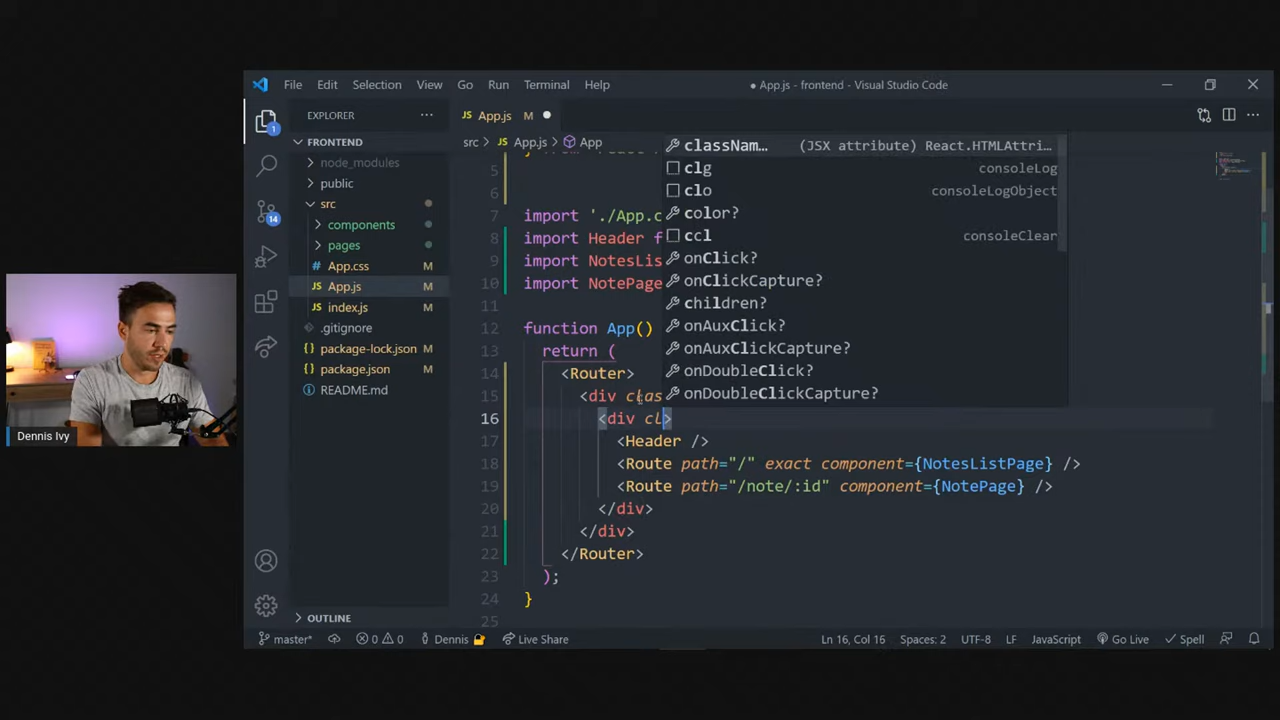 File Edit Selection View Go Run Terminal Help
● App.js - frontend - Visual Studio Code
EXPLORER
FRONTEND
node_modules
public
src
components
pages
# App.css M
JS App.js M
JS index.js M
.gitignore
{} package-lock.json M
{} package.json M
README.md
OUTLINE
1
14
JS App.js M
src > JS App.js > App
5
6
7 import './App.c
8 import Header f
9 import NotesLis
10 import NotePage
11
12 function App()
13 return (
14 <Router>
15 <div clas
16 <div cl>
17 <Header />
18 <Route path="/" exact component={NotesListPage} />
19 <Route path="/note/:id" component={NotePage} />
20 </div>
21 </div>
22 </Router>
23 );
24 }
25
classNam… (JSX attribute) React.HTMLAttri…
clg consoleLog
clo consoleLogObject
color?
ccl consoleClear
onClick?
onClickCapture?
children?
onAuxClick?
onAuxClickCapture?
onDoubleClick?
onDoubleClickCapture?
Dennis Ivy
master* 0 0 Dennis Live Share Ln 16, Col 16 Spaces: 2 UTF-8 LF JavaScript Go Live Spell